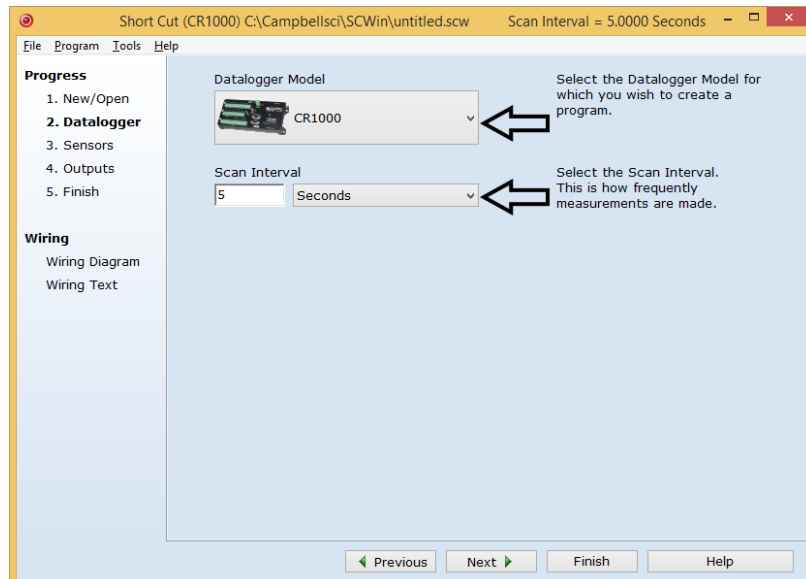 Short Cut (CR1000) C:\Campbellsci\SCWin\untitled.scw Scan Interval = 5.0000 Seconds
File Program Tools Help
Progress
1. New/Open
2. Datalogger
3. Sensors
4. Outputs
5. Finish
Wiring
Wiring Diagram
Wiring Text
Datalogger Model
CR1000
Select the Datalogger Model for
which you wish to create a
program.
Scan Interval
5 Seconds
Select the Scan Interval.
This is how frequently
measurements are made.
Previous Next Finish Help